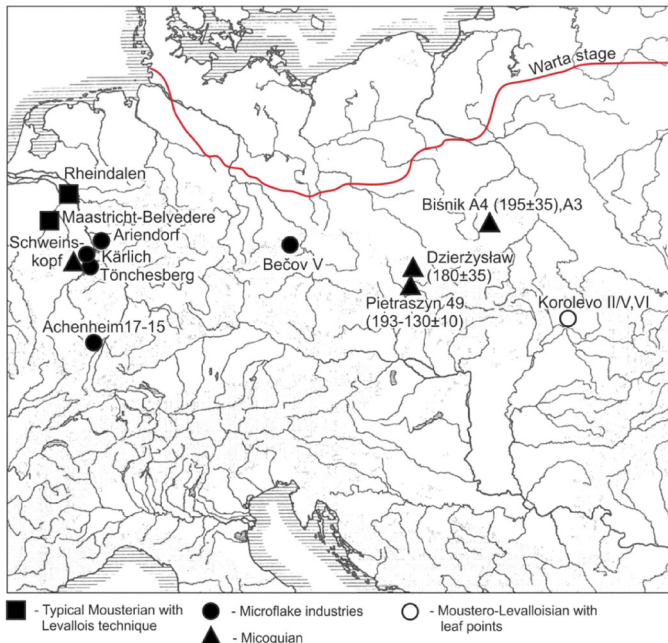 Warta stage
Rheindalen
Maastricht-Belvedere
Ariendorf
Schweins-
kopf
Kärlich
Tönchesberg
Achenheim17-15
Bečov V
Biśnik A4 (195±35),A3
Dzierżysław
(180±35)
Pietraszyn 49
(193-130±10)
Korolevo II/V,VI
- Typical Mousterian with
Levallois technique
- Microflake industries
- Micoquian
- Moustero-Levalloisian with
leaf points